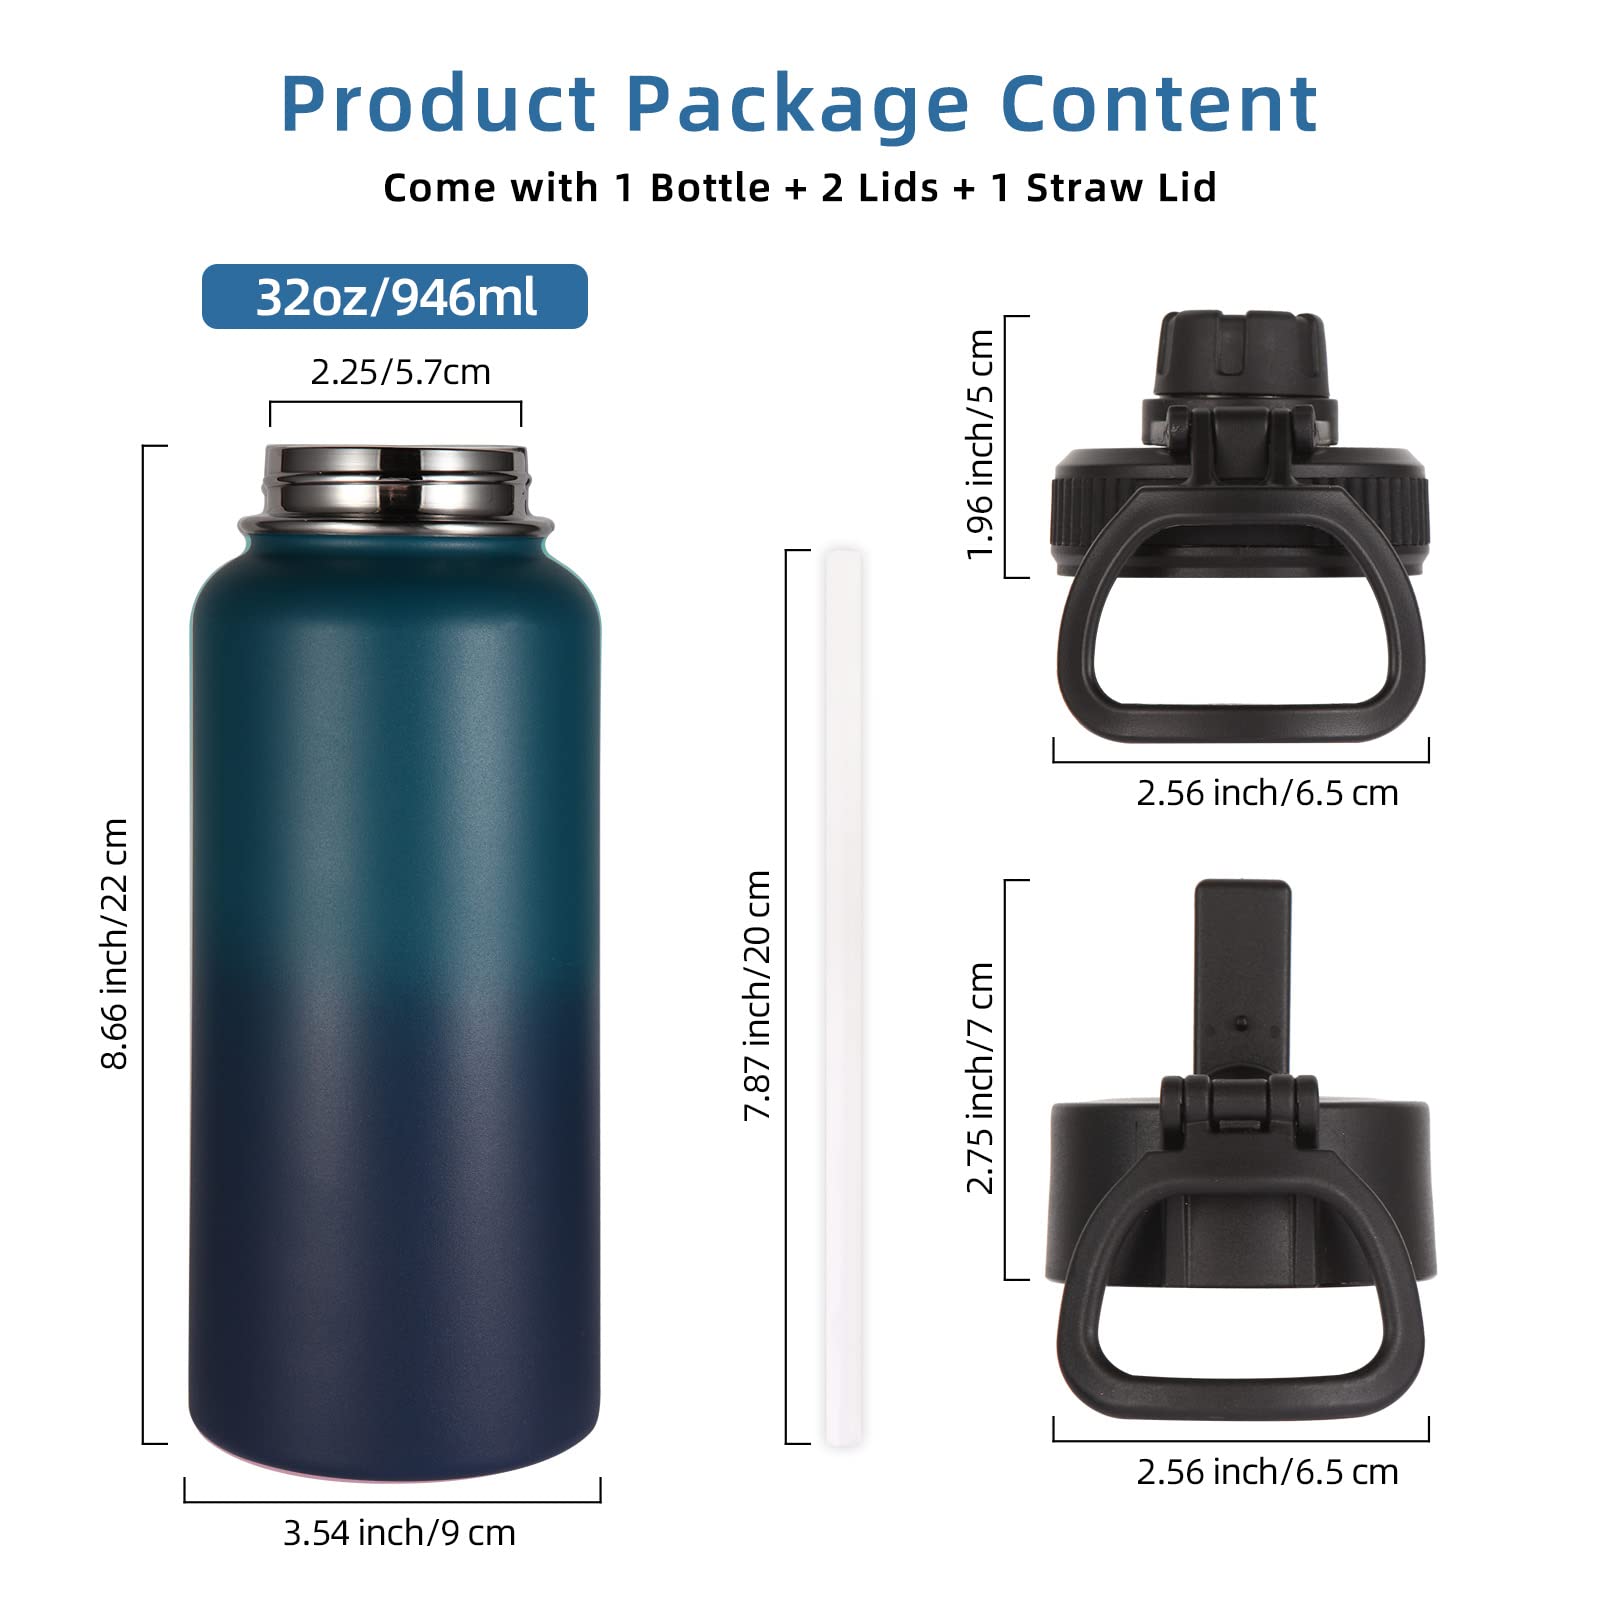 Product Package Content
Come with 1 Bottle + 2 Lids + 1 Straw Lid
32oz/946ml
2.25/5.7cm
8.66 inch/22 cm
3.54 inch/9 cm
7.87 inch/20 cm
1.96 inch/5 cm
2.56 inch/6.5 cm
2.75 inch/7 cm
2.56 inch/6.5 cm